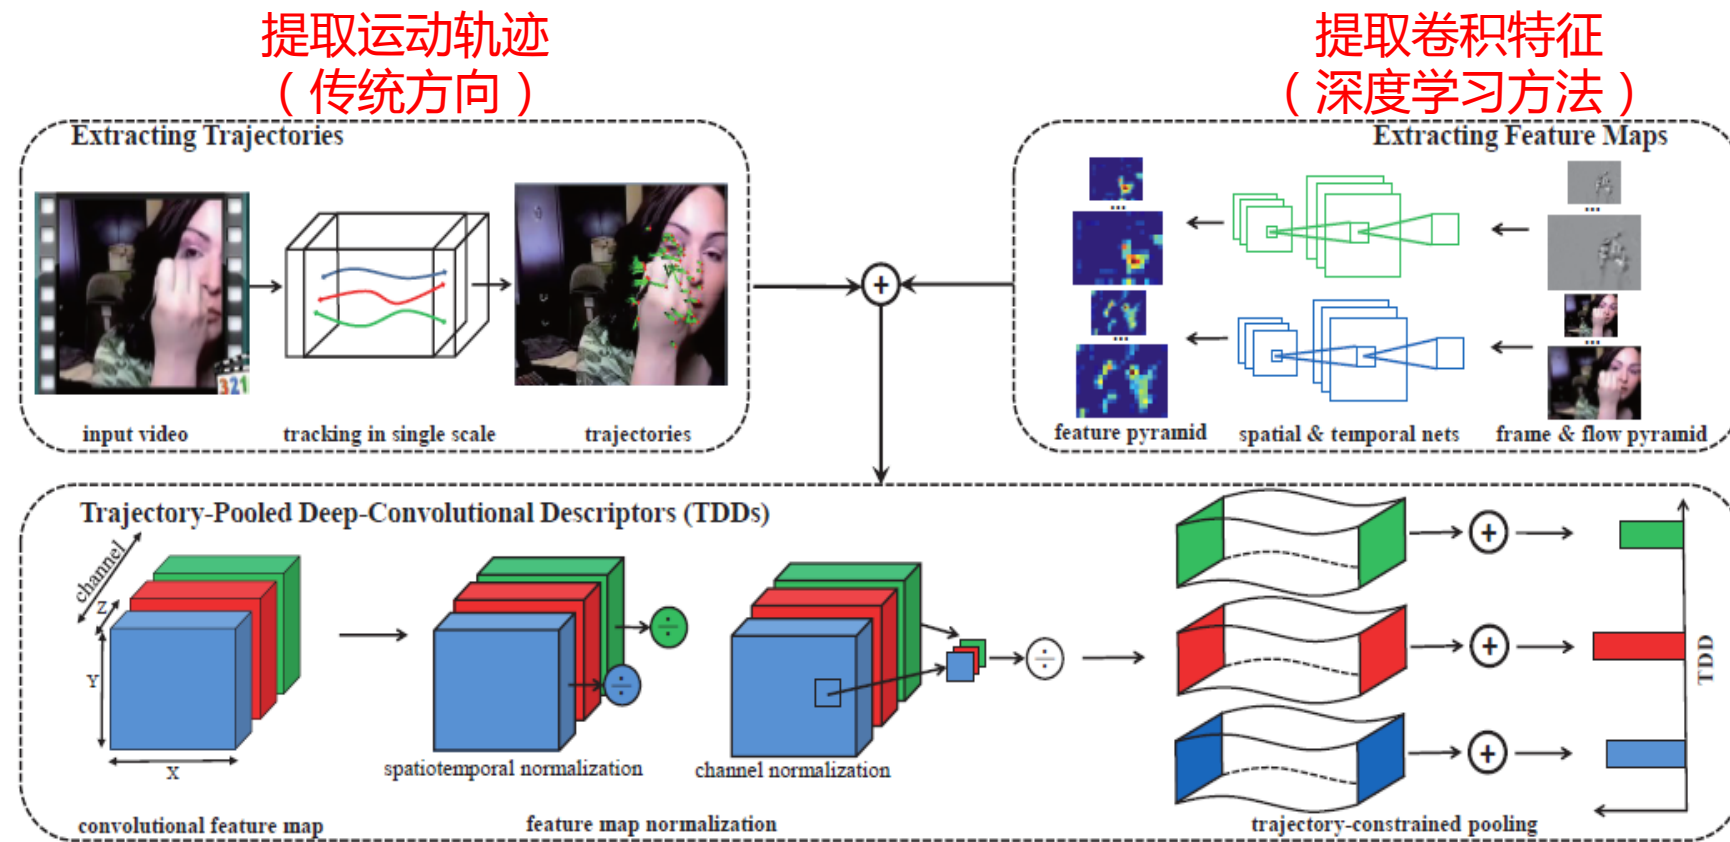 提取运动轨迹
（传统方向）
提取卷积特征
（深度学习方法）
Extracting Trajectories
321
input video
tracking in single scale
trajectories
Extracting Feature Maps
...
...
...
...
feature pyramid
spatial & temporal nets
frame & flow pyramid
+
Trajectory-Pooled Deep-Convolutional Descriptors (TDDs)
channel
Z
Y
X
convolutional feature map
÷
÷
spatiotemporal normalization
÷
channel normalization
feature map normalization
+
+
+
trajectory-constrained pooling
TDD